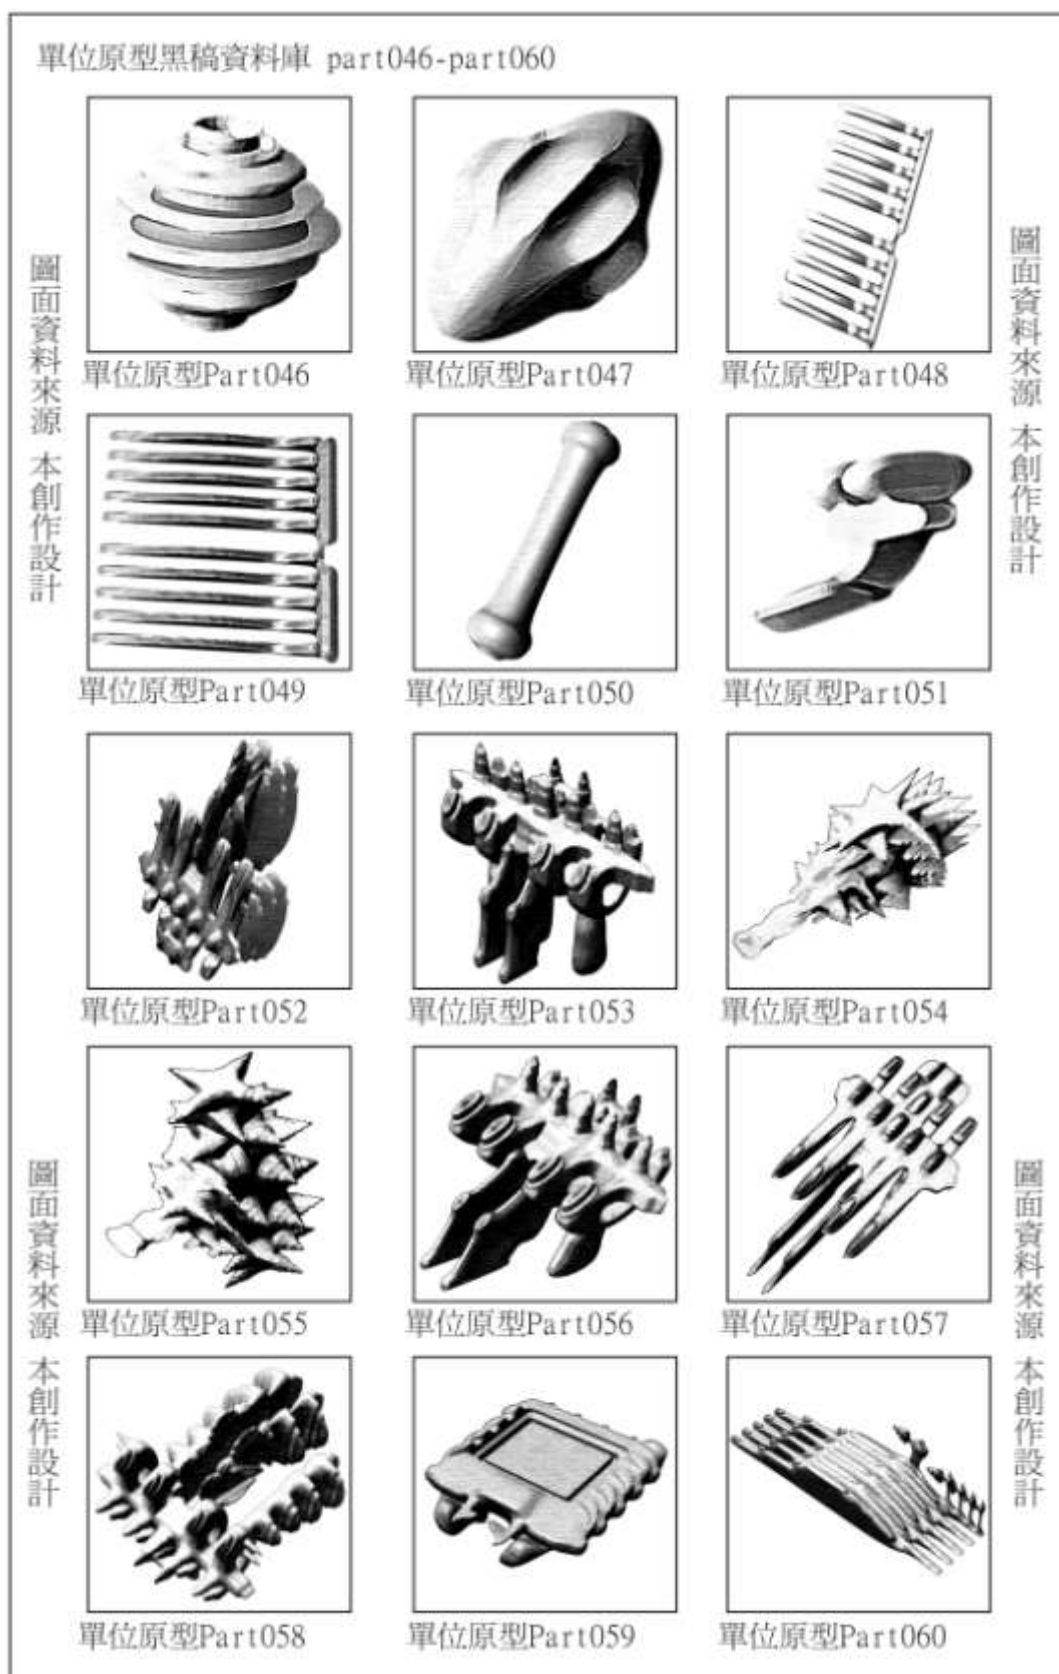 單位原型黑稿資料庫 part046-part060
單位原型Part046
單位原型Part047
單位原型Part048
圖面資料來源 本創作設計
圖面資料來源 本創作設計
單位原型Part049
單位原型Part050
單位原型Part051
單位原型Part052
單位原型Part053
單位原型Part054
單位原型Part055
單位原型Part056
單位原型Part057
圖面資料來源 本創作設計
圖面資料來源 本創作設計
單位原型Part058
單位原型Part059
單位原型Part060